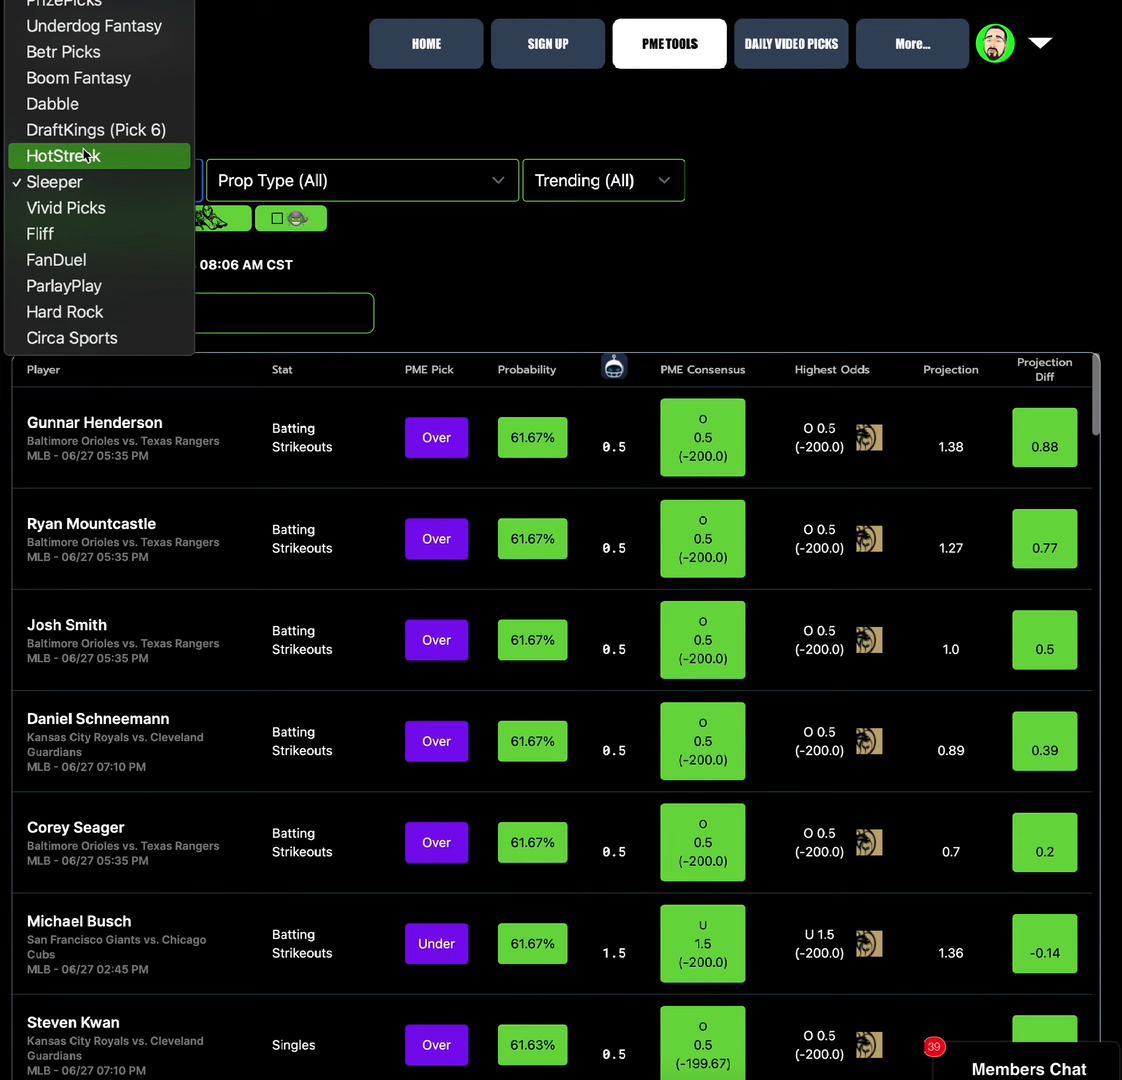 PrizePicks
Underdog Fantasy
Betr Picks
Boom Fantasy
Dabble
DraftKings (Pick 6)
HotStreak
✓ Sleeper
Vivid Picks
Fliff
FanDuel
ParlayPlay
Hard Rock
Circa Sports
HOME
SIGN UP
PME TOOLS
DAILY VIDEO PICKS
More...
Prop Type (All)
Trending (All)
08:06 AM CST
Player
Stat
PME Pick
Probability
PME Consensus
Highest Odds
Projection
Projection
Diff
Gunnar Henderson
Baltimore Orioles vs. Texas Rangers
MLB - 06/27 05:35 PM
Batting
Strikeouts
Over
61.67%
0.5
O
0.5
(-200.0)
O 0.5
(-200.0)
1.38
0.88
Ryan Mountcastle
Baltimore Orioles vs. Texas Rangers
MLB - 06/27 05:35 PM
Batting
Strikeouts
Over
61.67%
0.5
O
0.5
(-200.0)
O 0.5
(-200.0)
1.27
0.77
Josh Smith
Baltimore Orioles vs. Texas Rangers
MLB - 06/27 05:35 PM
Batting
Strikeouts
Over
61.67%
0.5
O
0.5
(-200.0)
O 0.5
(-200.0)
1.0
0.5
Daniel Schneemann
Kansas City Royals vs. Cleveland
Guardians
MLB - 06/27 07:10 PM
Batting
Strikeouts
Over
61.67%
0.5
O
0.5
(-200.0)
O 0.5
(-200.0)
0.89
0.39
Corey Seager
Baltimore Orioles vs. Texas Rangers
MLB - 06/27 05:35 PM
Batting
Strikeouts
Over
61.67%
0.5
O
0.5
(-200.0)
O 0.5
(-200.0)
0.7
0.2
Michael Busch
San Francisco Giants vs. Chicago
Cubs
MLB - 06/27 02:45 PM
Batting
Strikeouts
Under
61.67%
1.5
U
1.5
(-200.0)
U 1.5
(-200.0)
1.36
-0.14
Steven Kwan
Kansas City Royals vs. Cleveland
Guardians
MLB - 06/27 07:10 PM
Singles
Over
61.63%
0.5
O
0.5
(-199.67)
O 0.5
(-200.0)
39
Members Chat